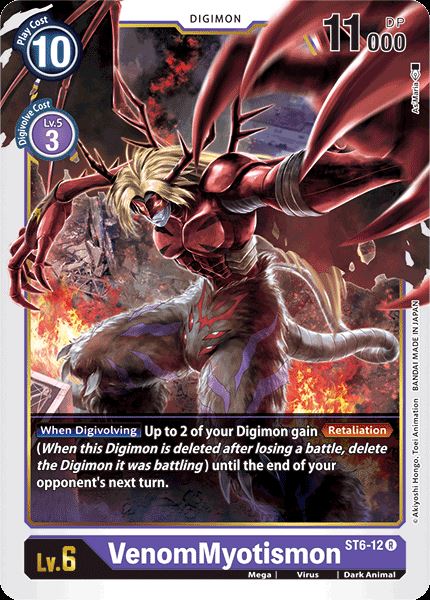 DIGIMON
Play Cost
10
11000
DP
Digivolve Cost
Lv.5
3
As'Maria
When Digivolving Up to 2 of your Digimon gain Retaliation
(When this Digimon is deleted after losing a battle, delete
the Digimon it was battling) until the end of your
opponent's next turn.
© Akiyoshi Hongo, Toei Animation BANDAI MADE IN JAPAN
Lv.6
VenomMyotismon
ST6-12 R
Mega | Virus | Dark Animal